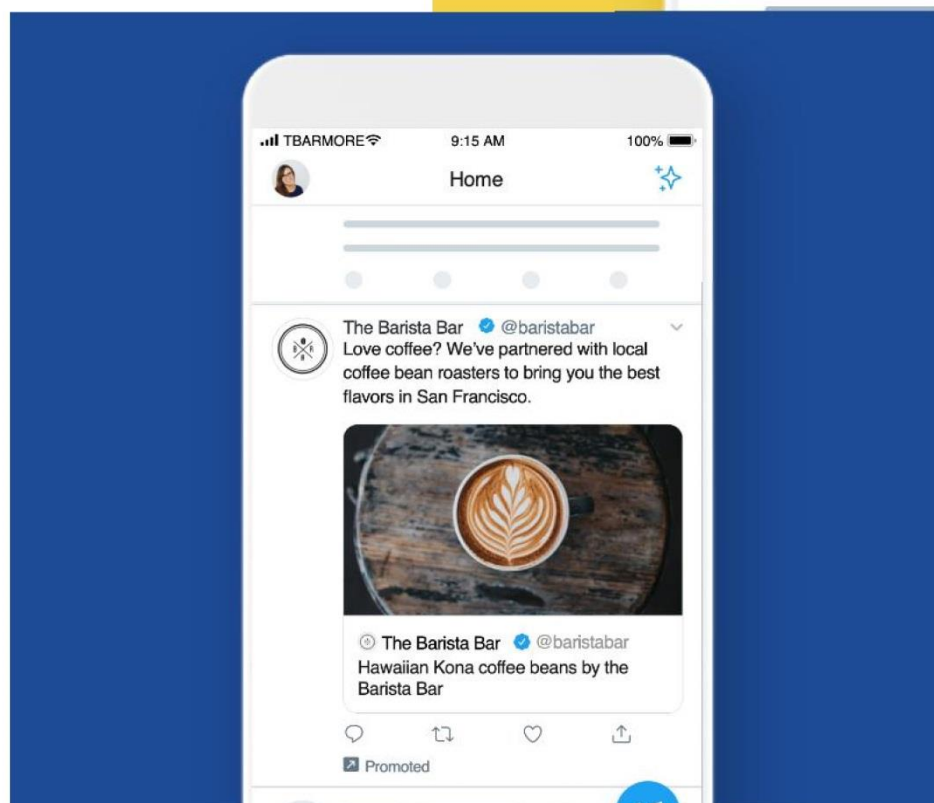 TBARMORE 9:15 AM 100%
Home
The Barista Bar @baristabar
Love coffee? We've partnered with local
coffee bean roasters to bring you the best
flavors in San Francisco.
The Barista Bar @baristabar
Hawaiian Kona coffee beans by the
Barista Bar
Promoted